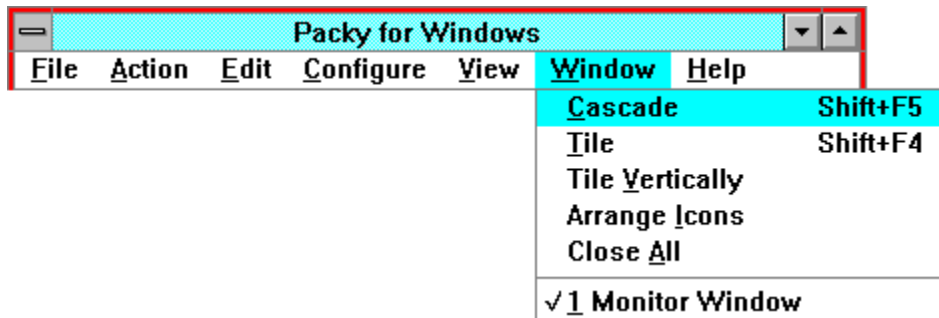 Packy for Windows
File Action Edit Configure View Window Help
Cascade Shift+F5
Tile Shift+F4
Tile Vertically
Arrange Icons
Close All
√ 1 Monitor Window